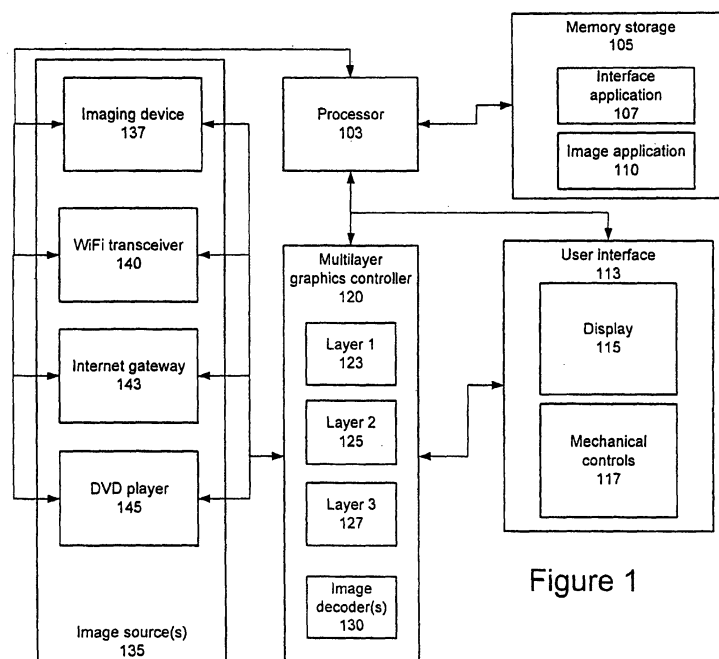 Memory storage
105
Interface
application
107
Image application
110
Processor
103
Imaging device
137
WiFi transceiver
140
Internet gateway
143
DVD player
145
Image source(s)
135
Multilayer
graphics controller
120
Layer 1
123
Layer 2
125
Layer 3
127
Image
decoder(s)
130
User interface
113
Display
115
Mechanical
controls
117
Figure 1